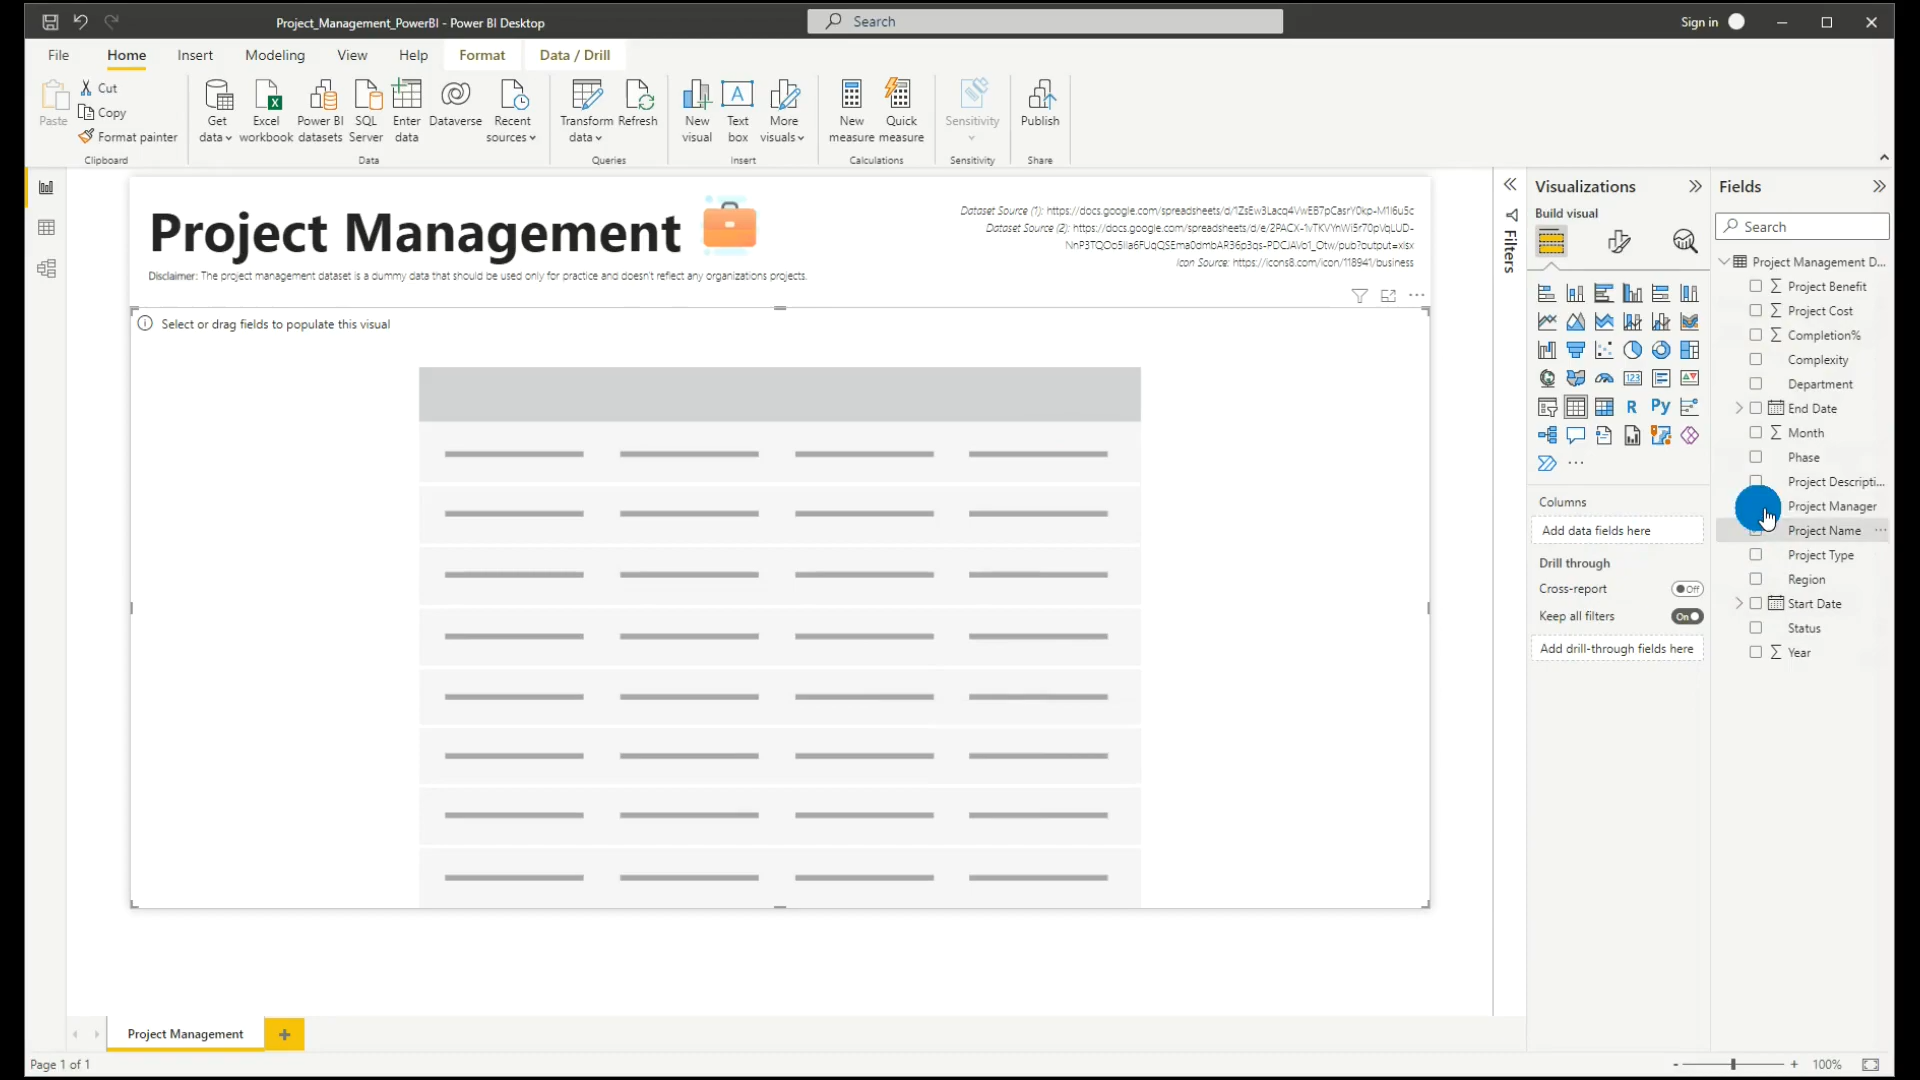 Project_Management_PowerBI - Power BI Desktop
Search
Sign in
File
Home
Insert
Modeling
View
Help
Format
Data / Drill
Paste
Cut
Copy
Format painter
Clipboard
Get data
Excel workbook
Power BI datasets
SQL Server
Enter data
Dataverse
Recent sources
Data
Transform data
Refresh
Queries
New visual
Text box
More visuals
Insert
New measure
Quick measure
Calculations
Sensitivity
Sensitivity
Publish
Share
Project Management
Disclaimer: The project management dataset is a dummy data that should be used only for practice and doesn't reflect any organizations projects.
Dataset Source (1):
Dataset Source (2):
Icon Source: https://icons8.com/icon/118941/business
Select or drag fields to populate this visual
Filters
Visualizations
Build visual
123
R
Py
Columns
Add data fields here
Drill through
Cross-report
Off
Keep all filters
On
Add drill-through fields here
Fields
Search
Project Management D...
Project Benefit
Project Cost
Completion%
Complexity
Department
End Date
Month
Phase
Project Descripti...
Project Manager
Project Name
Project Type
Region
Start Date
Status
Year
Project Management
Page 1 of 1
100%